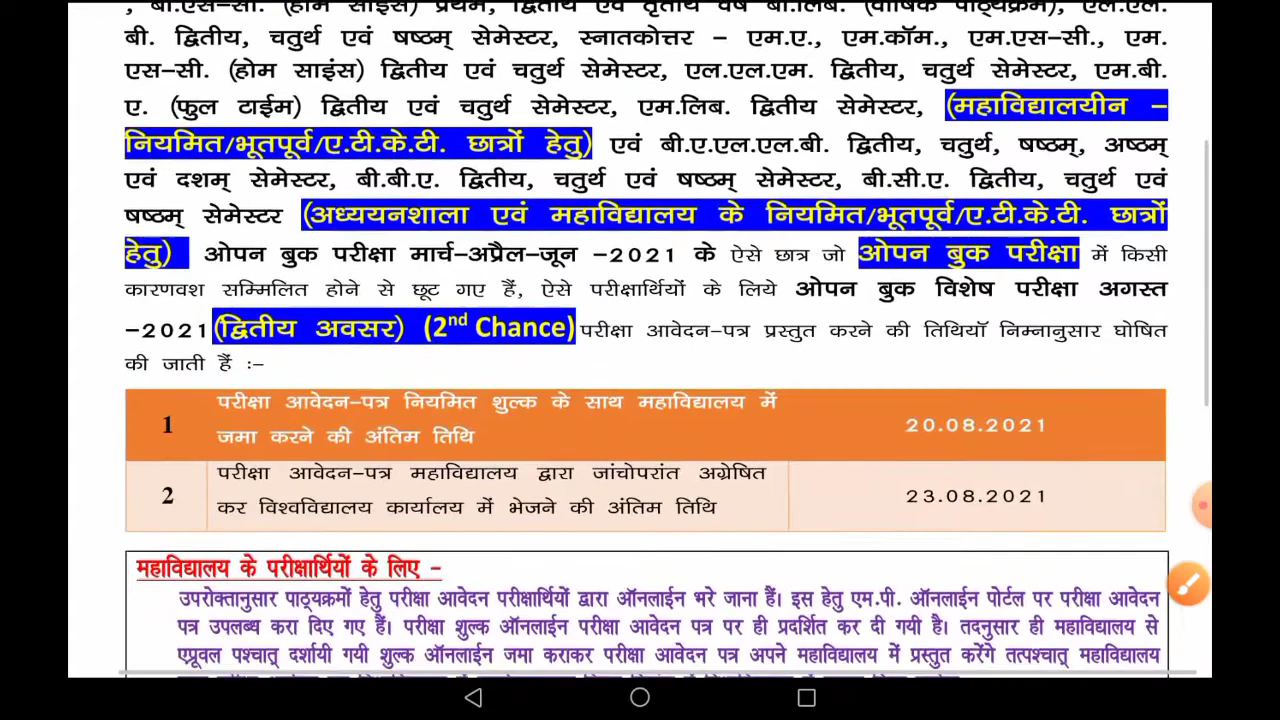 , बी.एस–सी. (होम साइंस) प्रथम, द्वितीय एवं तृतीय वर्ष बी.लिब. (वार्षिक पाठ्यक्रम), एल.एल.
बी. द्वितीय, चतुर्थ एवं षष्ठम् सेमेस्टर, स्नातकोत्तर – एम.ए., एम.कॉम., एम.एस–सी., एम.
एस–सी. (होम साइंस) द्वितीय एवं चतुर्थ सेमेस्टर, एल.एल.एम. द्वितीय, चतुर्थ सेमेस्टर, एम.बी.
ए. (फुल टाईम) द्वितीय एवं चतुर्थ सेमेस्टर, एम.लिब. द्वितीय सेमेस्टर, (महाविद्यालयीन –
नियमित/भूतपूर्व/ए.टी.के.टी. छात्रों हेतु) एवं बी.ए.एल.एल.बी. द्वितीय, चतुर्थ, षष्ठम्, अष्ठम्
एवं दशम् सेमेस्टर, बी.बी.ए. द्वितीय, चतुर्थ एवं षष्ठम् सेमेस्टर, बी.सी.ए. द्वितीय, चतुर्थ एवं
षष्ठम् सेमेस्टर (अध्ययनशाला एवं महाविद्यालय के नियमित/भूतपूर्व/ए.टी.के.टी. छात्रों
हेतु) ओपन बुक परीक्षा मार्च–अप्रैल–जून –2021 के ऐसे छात्र जो ओपन बुक परीक्षा में किसी
कारणवश सम्मिलित होने से छूट गए हैं, ऐसे परीक्षार्थियों के लिये ओपन बुक विशेष परीक्षा अगस्त
–2021 (द्वितीय अवसर) (2nd Chance) परीक्षा आवेदन–पत्र प्रस्तुत करने की तिथियाँ निम्नानुसार घोषित
की जाती हैं :–
1 परीक्षा आवेदन–पत्र नियमित शुल्क के साथ महाविद्यालय में
जमा करने की अंतिम तिथि 20.08.2021
2 परीक्षा आवेदन–पत्र महाविद्यालय द्वारा जांचोपरांत अग्रेषित
कर विश्वविद्यालय कार्यालय में भेजने की अंतिम तिथि 23.08.2021
महाविद्यालय के परीक्षार्थियों के लिए –
उपरोक्तानुसार पाठ्यक्रमों हेतु परीक्षा आवेदन परीक्षार्थियों द्वारा ऑनलाईन भरे जाना हैं। इस हेतु एम.पी. ऑनलाईन पोर्टल पर परीक्षा आवेदन
पत्र उपलब्ध करा दिए गए हैं। परीक्षा शुल्क ऑनलाईन परीक्षा आवेदन पत्र पर ही प्रदर्शित कर दी गयी है। तदनुसार ही महाविद्यालय से
एप्रूवल पश्चात् दर्शायी गयी शुल्क ऑनलाईन जमा कराकर परीक्षा आवेदन पत्र अपने महाविद्यालय में प्रस्तुत करेंगे तत्पश्चात् महाविद्यालय